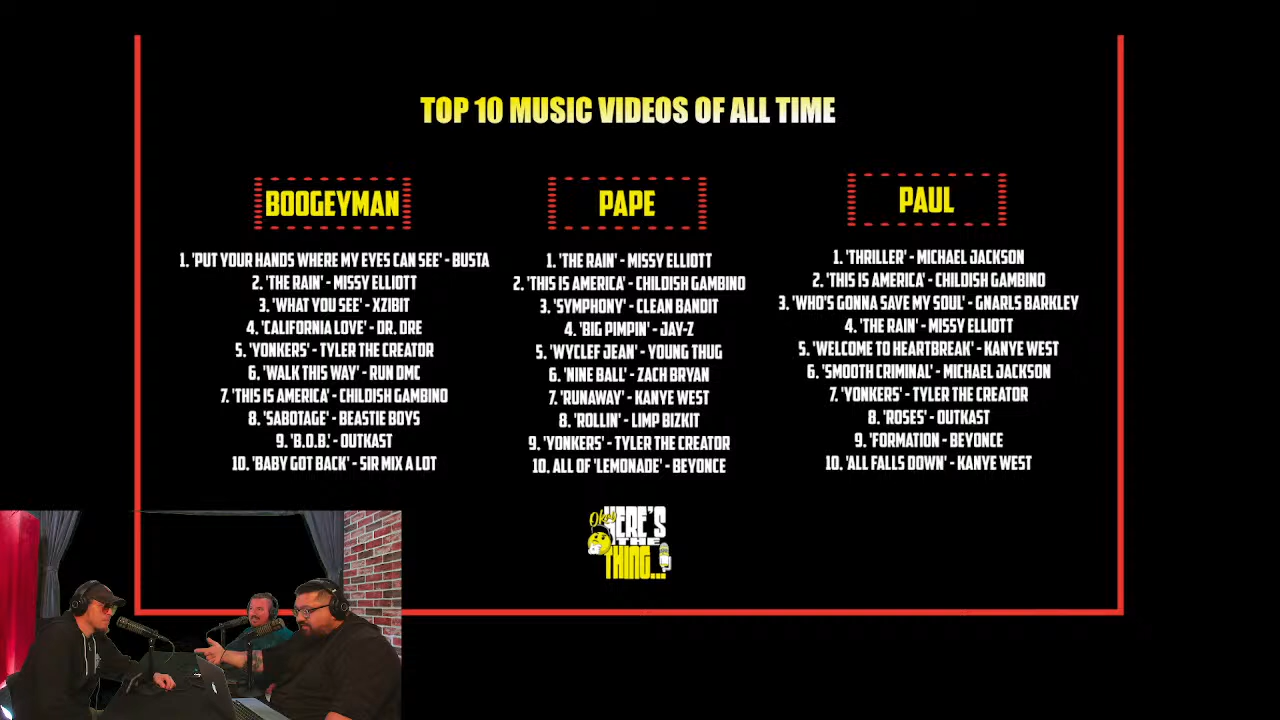 TOP 10 MUSIC VIDEOS OF ALL TIME
BOOGEYMAN
1. 'PUT YOUR HANDS WHERE MY EYES CAN SEE' - BUSTA
2. 'THE RAIN' - MISSY ELLIOTT
3. 'WHAT YOU SEE' - XZIBIT
4. 'CALIFORNIA LOVE' - DR. DRE
5. 'YONKERS' - TYLER THE CREATOR
6. 'WALK THIS WAY' - RUN DMC
7. 'THIS IS AMERICA' - CHILDISH GAMBINO
8. 'SABOTAGE' - BEASTIE BOYS
9. 'B.O.B.' - OUTKAST
10. 'BABY GOT BACK' - SIR MIX A LOT
PAPE
1. 'THE RAIN' - MISSY ELLIOTT
2. 'THIS IS AMERICA' - CHILDISH GAMBINO
3. 'SYMPHONY' - CLEAN BANDIT
4. 'BIG PIMPIN' - JAY-Z
5. 'WYCLEF JEAN' - YOUNG THUG
6. 'NINE BALL' - ZACH BRYAN
7. 'RUNAWAY' - KANYE WEST
8. 'ROLLIN' - LIMP BIZKIT
9. 'YONKERS' - TYLER THE CREATOR
10. ALL OF 'LEMONADE' - BEYONCE
PAUL
1. 'THRILLER' - MICHAEL JACKSON
2. 'THIS IS AMERICA' - CHILDISH GAMBINO
3. 'WHO'S GONNA SAVE MY SOUL' - GNARLS BARKLEY
4. 'THE RAIN' - MISSY ELLIOTT
5. 'WELCOME TO HEARTBREAK' - KANYE WEST
6. 'SMOOTH CRIMINAL' - MICHAEL JACKSON
7. 'YONKERS' - TYLER THE CREATOR
8. 'ROSES' - OUTKAST
9. 'FORMATION' - BEYONCE
10. 'ALL FALLS DOWN' - KANYE WEST
Okay
HERE'S
THE
THING...